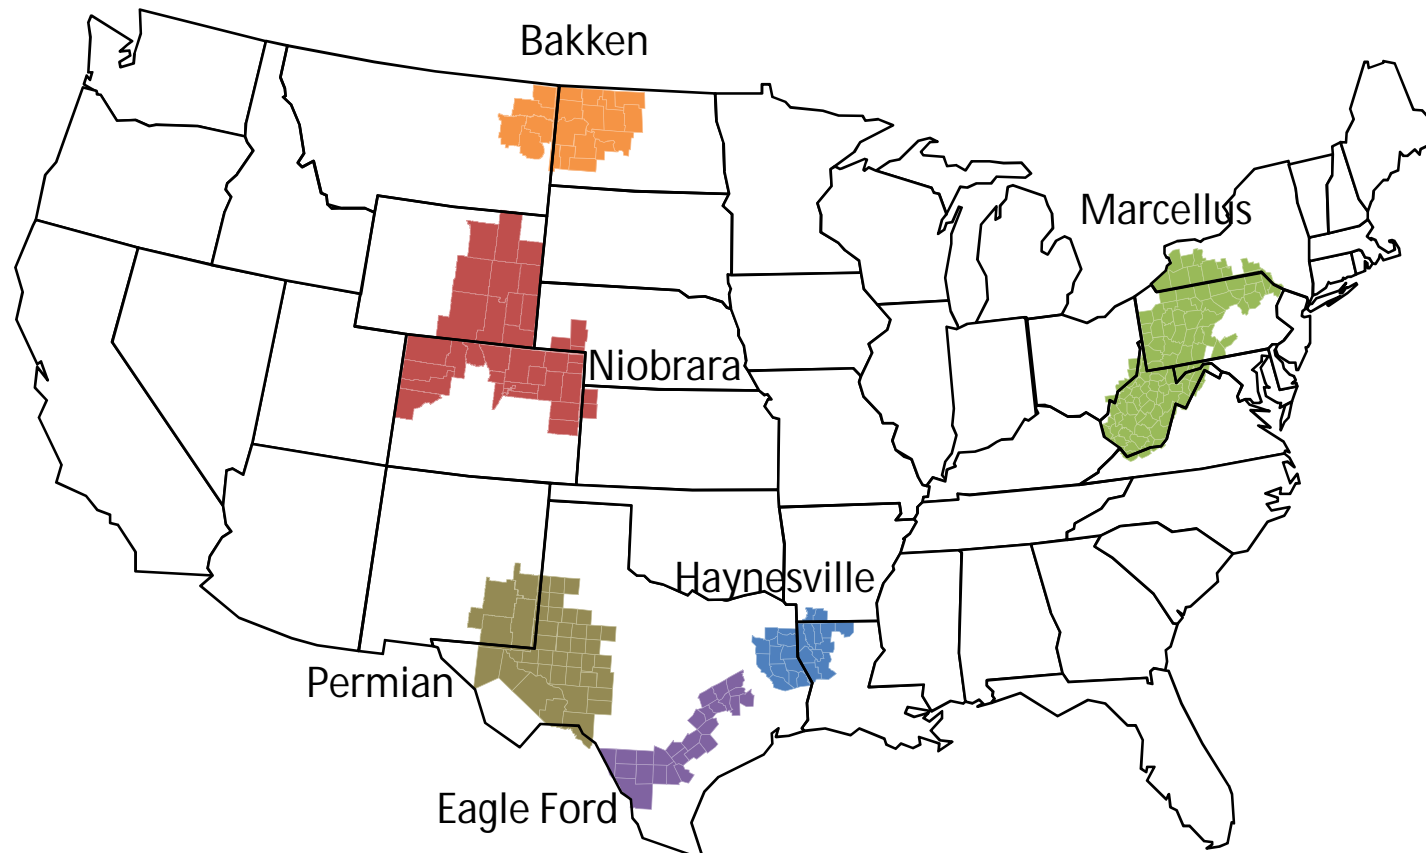 Bakken
Marcellus
Niobrara
Haynesville
Permian
Eagle Ford